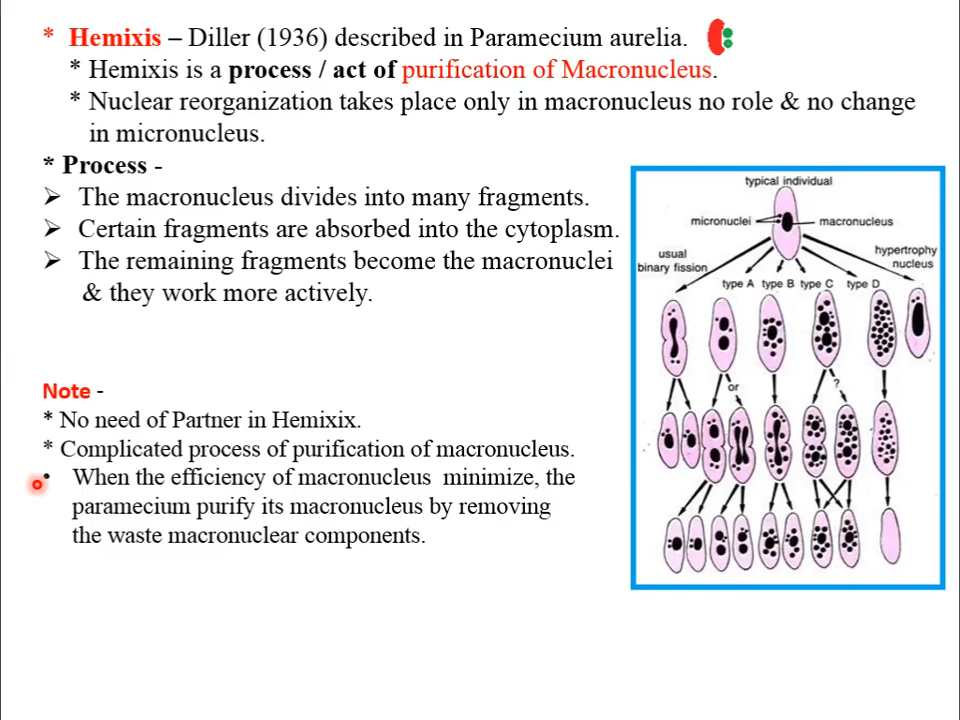 * Hemixis – Diller (1936) described in Paramecium aurelia.
* Hemixis is a process / act of purification of Macronucleus.
* Nuclear reorganization takes place only in macronucleus no role & no change
in micronucleus.
* Process -
➢ The macronucleus divides into many fragments.
➢ Certain fragments are absorbed into the cytoplasm.
➢ The remaining fragments become the macronuclei
& they work more actively.
Note -
* No need of Partner in Hemixix.
* Complicated process of purification of macronucleus.
• When the efficiency of macronucleus minimize, the
paramecium purify its macronucleus by removing
the waste macronuclear components.
typical individual
micronuclei
macronucleus
usual
binary fission
hypertrophy
nucleus
type A type B type C type D
or
?